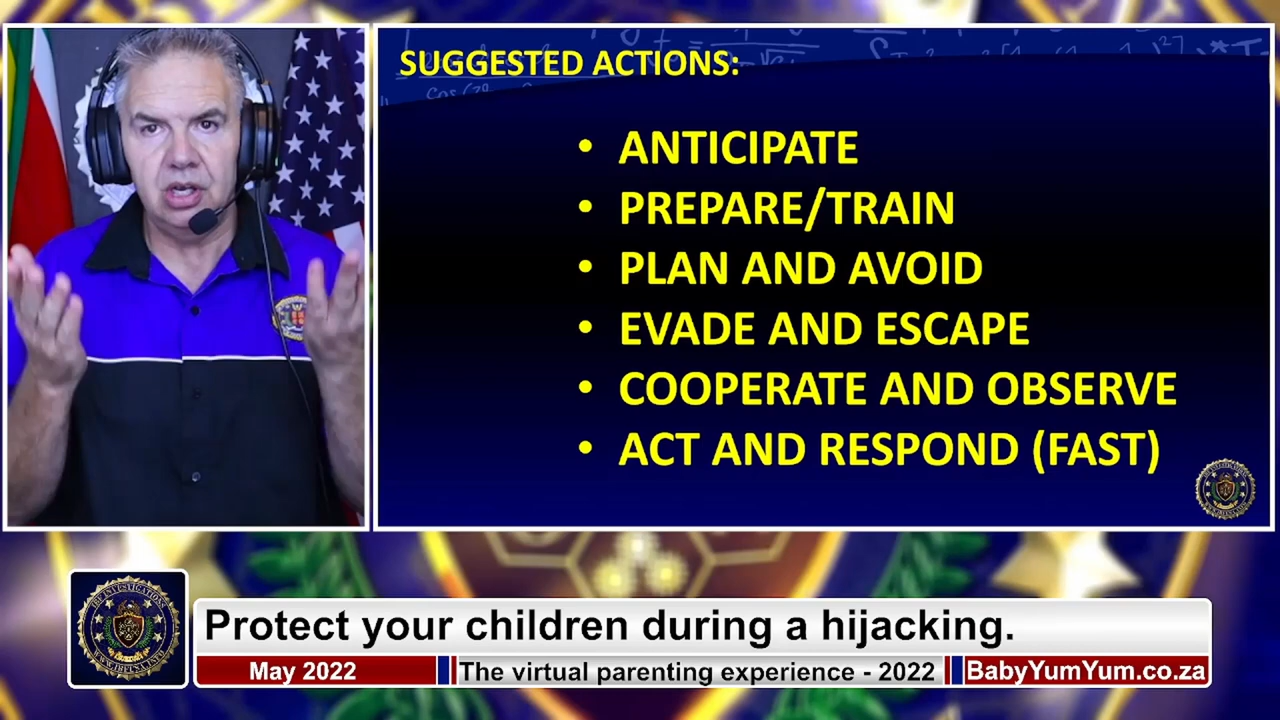 SUGGESTED ACTIONS:
• ANTICIPATE
• PREPARE/TRAIN
• PLAN AND AVOID
• EVADE AND ESCAPE
• COOPERATE AND OBSERVE
• ACT AND RESPOND (FAST)
Protect your children during a hijacking.
May 2022
The virtual parenting experience - 2022
BabyYumYum.co.za